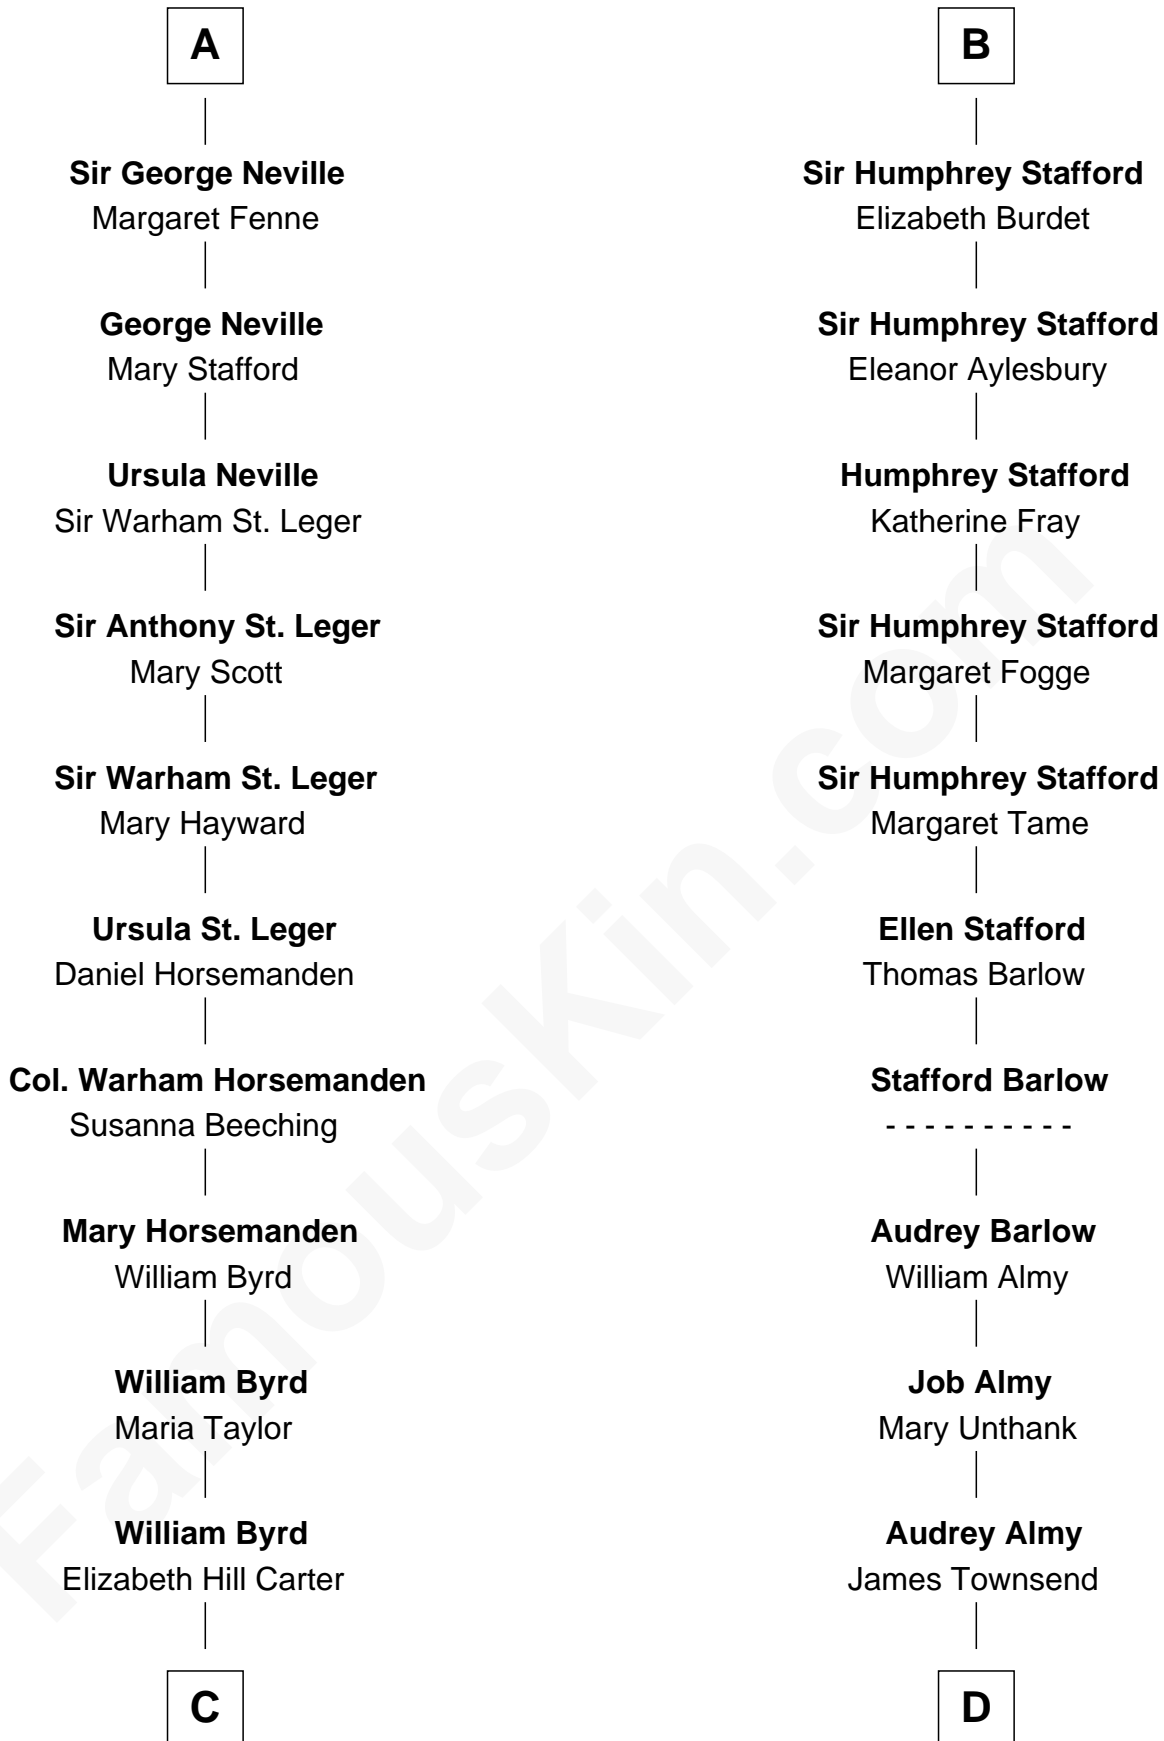 A
Sir George Neville
Margaret Fenne
George Neville
Mary Stafford
Ursula Neville
Sir Warham St. Leger
Sir Anthony St. Leger
Mary Scott
Sir Warham St. Leger
Mary Hayward
Ursula St. Leger
Daniel Horsemanden
Col. Warham Horsemanden
Susanna Beeching
Mary Horsemanden
William Byrd
William Byrd
Maria Taylor
William Byrd
Elizabeth Hill Carter
C
B
Sir Humphrey Stafford
Elizabeth Burdet
Sir Humphrey Stafford
Eleanor Aylesbury
Humphrey Stafford
Katherine Fray
Sir Humphrey Stafford
Margaret Fogge
Sir Humphrey Stafford
Margaret Tame
Ellen Stafford
Thomas Barlow
Stafford Barlow
- - - - - - - - - -
Audrey Barlow
William Almy
Job Almy
Mary Unthank
Audrey Almy
James Townsend
D
FamousKin.com